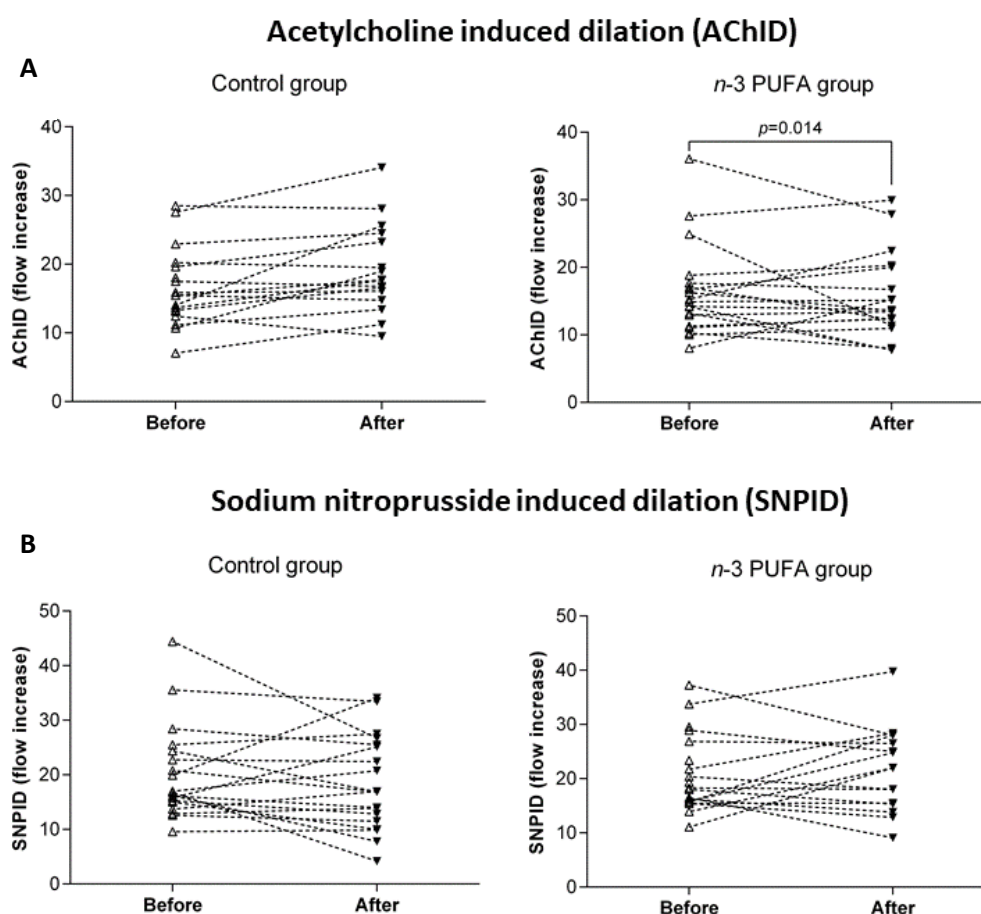 Acetylcholine induced dilation (AChID)
A
Control group
n-3 PUFA group
p=0.014
AChID (flow increase)
40
30
20
10
0
Before
After
AChID (flow increase)
40
30
20
10
0
Before
After
Sodium nitroprusside induced dilation (SNPID)
B
Control group
n-3 PUFA group
SNPID (flow increase)
50
40
30
20
10
0
Before
After
SNPID (flow increase)
50
40
30
20
10
0
Before
After